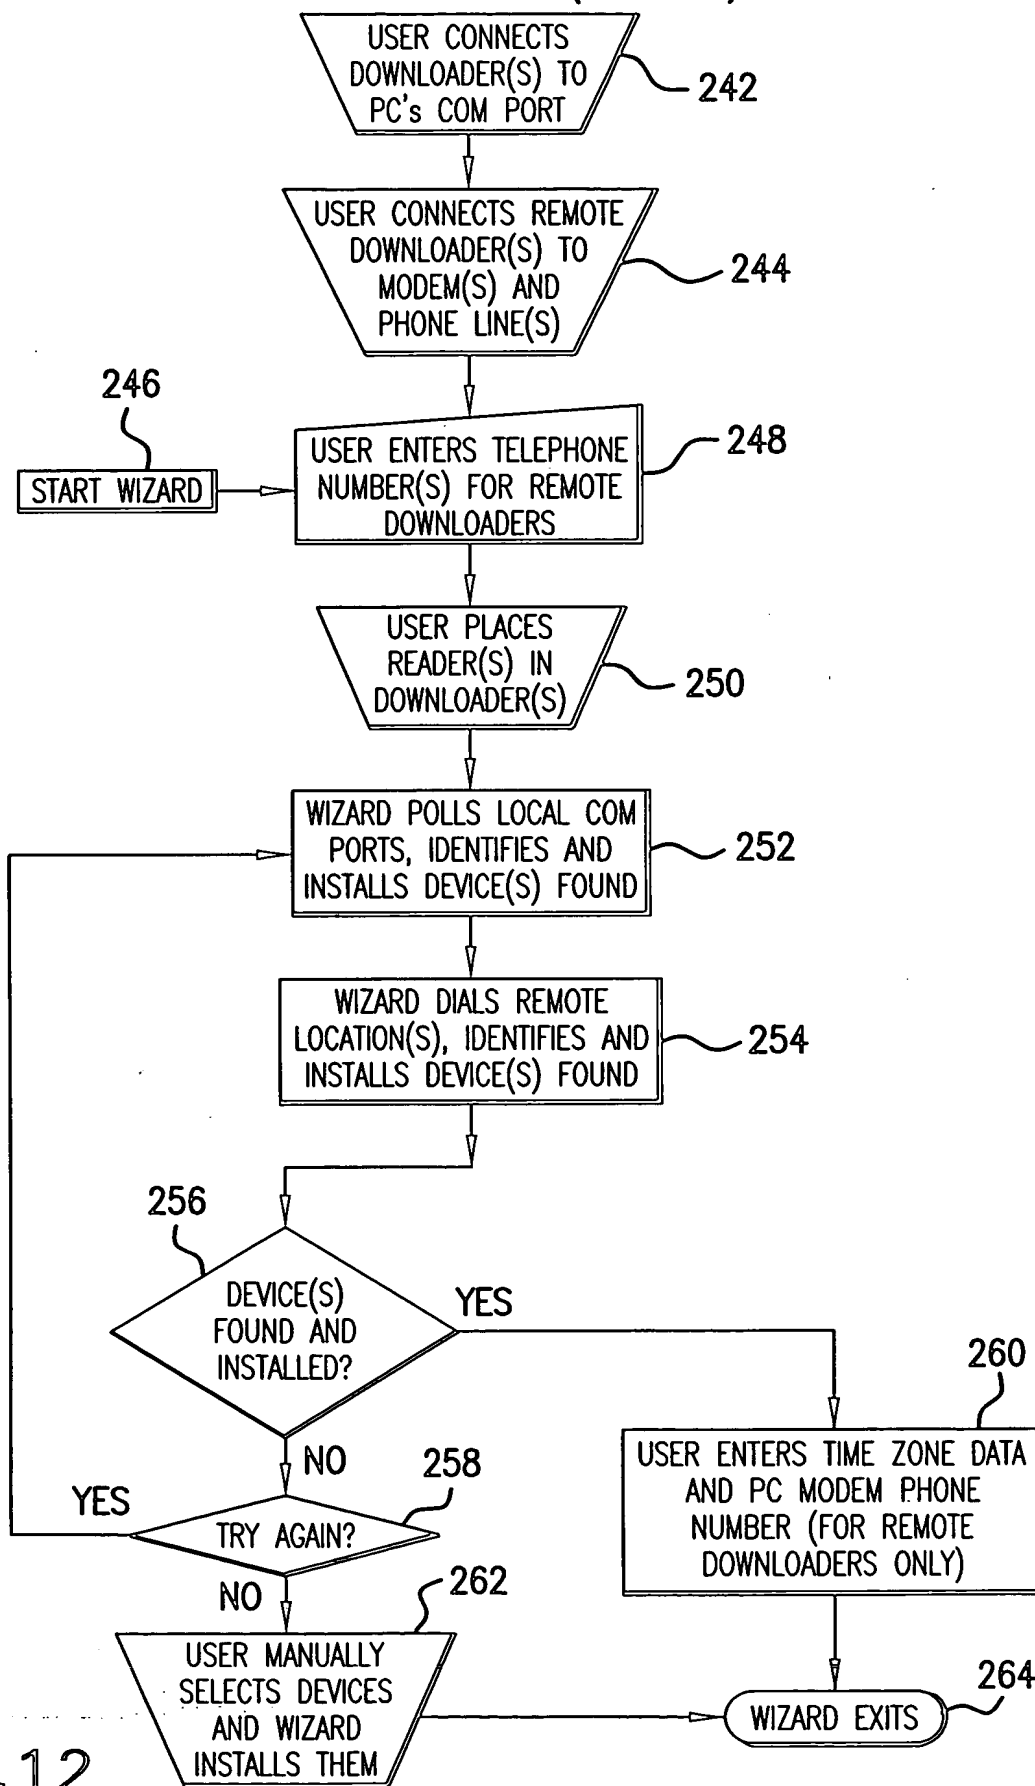 USER CONNECTS
DOWNLOADER(S) TO
PC's COM PORT
242
USER CONNECTS REMOTE
DOWNLOADER(S) TO
MODEM(S) AND
PHONE LINE(S)
244
246
START WIZARD
USER ENTERS TELEPHONE
NUMBER(S) FOR REMOTE
DOWNLOADERS
248
USER PLACES
READER(S) IN
DOWNLOADER(S)
250
WIZARD POLLS LOCAL COM
PORTS, IDENTIFIES AND
INSTALLS DEVICE(S) FOUND
252
WIZARD DIALS REMOTE
LOCATION(S), IDENTIFIES AND
INSTALLS DEVICE(S) FOUND
254
256
DEVICE(S)
FOUND AND
INSTALLED?
YES
NO
258
TRY AGAIN?
YES
NO
260
USER ENTERS TIME ZONE DATA
AND PC MODEM PHONE
NUMBER (FOR REMOTE
DOWNLOADERS ONLY)
262
USER MANUALLY
SELECTS DEVICES
AND WIZARD
INSTALLS THEM
WIZARD EXITS
264
.12